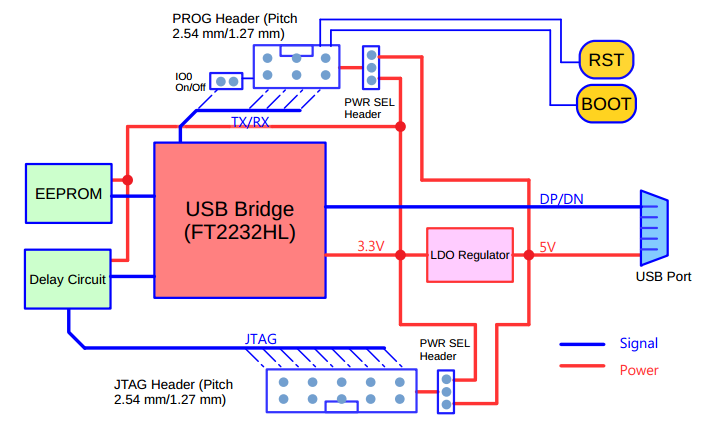 PROG Header (Pitch
2.54 mm/1.27 mm)
RST
IO0
On/Off
PWR SEL
Header
BOOT
TX/RX
EEPROM
USB Bridge
(FT2232HL)
DP/DN
3.3V
LDO Regulator
5V
USB Port
Delay Circuit
JTAG
PWR SEL
Header
Signal
Power
JTAG Header (Pitch
2.54 mm/1.27 mm)